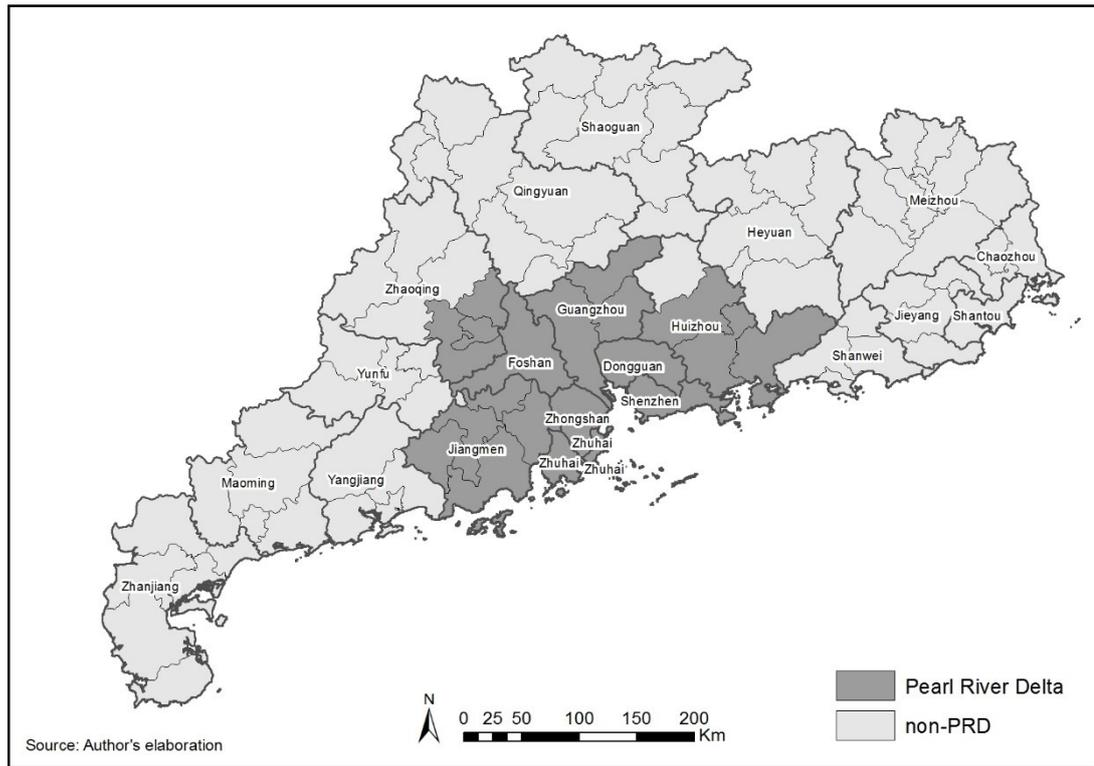 Shaoguan
Qingyuan
Meizhou
Heyuan
Chaozhou
Zhaoqing
Guangzhou
Jieyang
Shantou
Huizhou
Foshan
Dongguan
Shanwei
Yunfu
Shenzhen
Zhongshan
Zhuhai
Jiangmen
Zhuhai
Zhuhai
Maoming
Yangjiang
Zhanjiang
Pearl River Delta
non-PRD
N
0 25 50 100 150 200
Km
Source: Author's elaboration